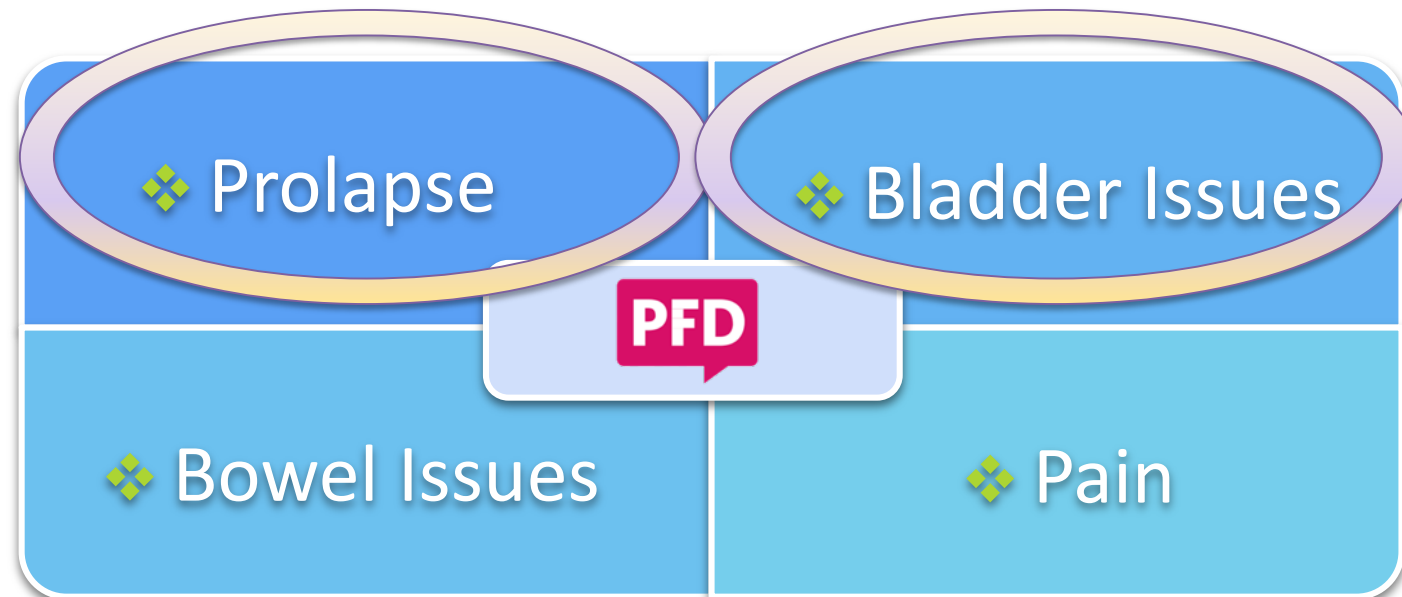 ❖ Prolapse
❖ Bladder Issues
PFD
❖ Bowel Issues
❖ Pain